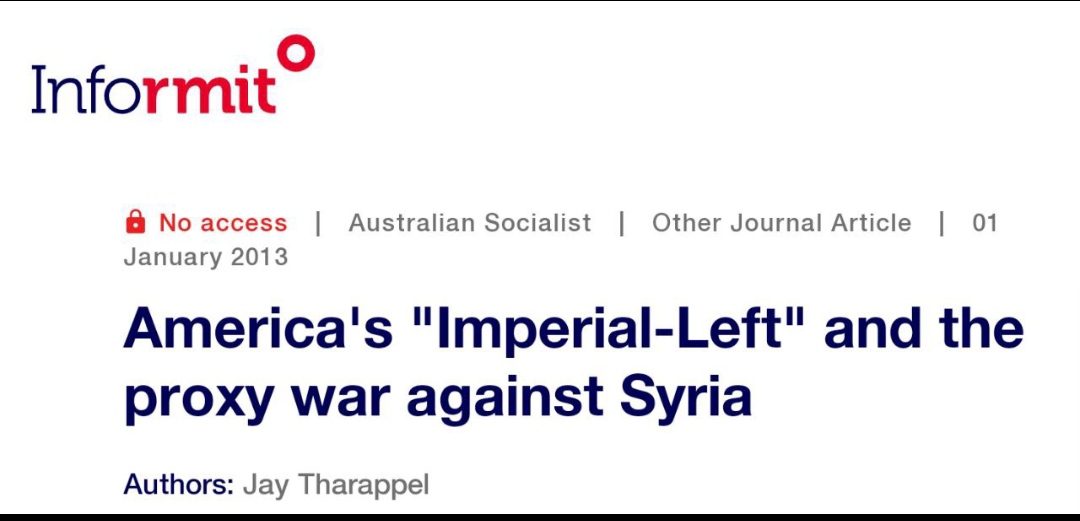 Informit
No access | Australian Socialist | Other Journal Article | 01
January 2013
America's "Imperial-Left" and the
proxy war against Syria
Authors: Jay Tharappel